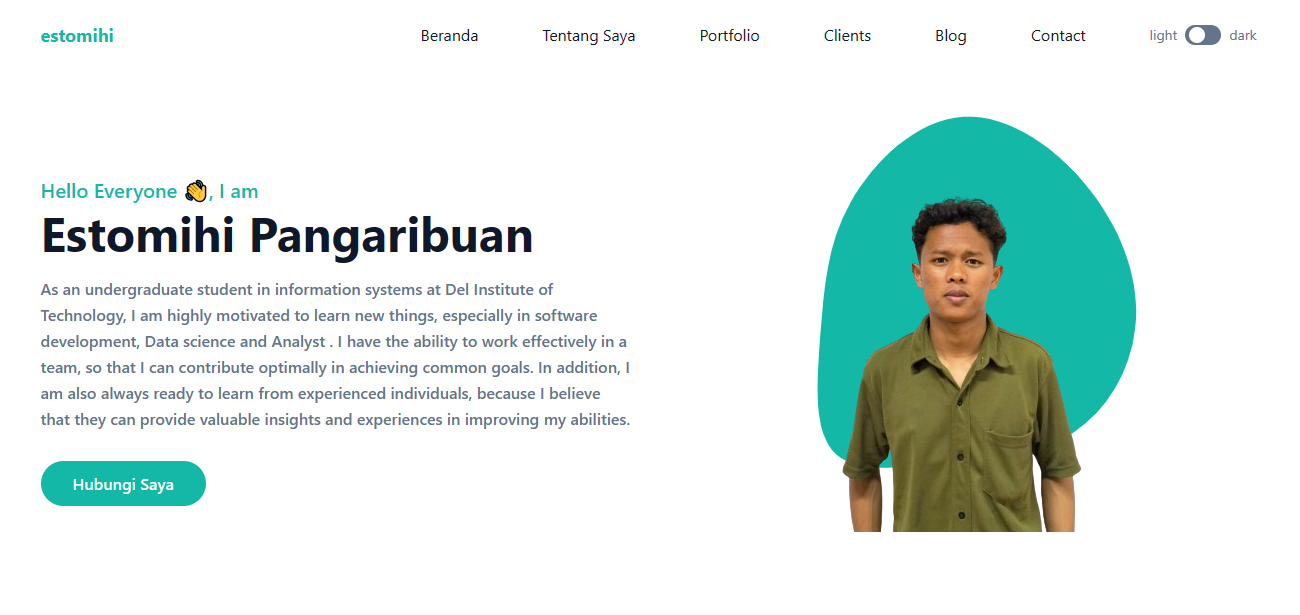 estomihi
Beranda
Tentang Saya
Portfolio
Clients
Blog
Contact
light
dark
Hello Everyone 👋, I am
Estomihi Pangaribuan
As an undergraduate student in information systems at Del Institute of
Technology, I am highly motivated to learn new things, especially in software
development, Data science and Analyst . I have the ability to work effectively in a
team, so that I can contribute optimally in achieving common goals. In addition, I
am also always ready to learn from experienced individuals, because I believe
that they can provide valuable insights and experiences in improving my abilities.
Hubungi Saya